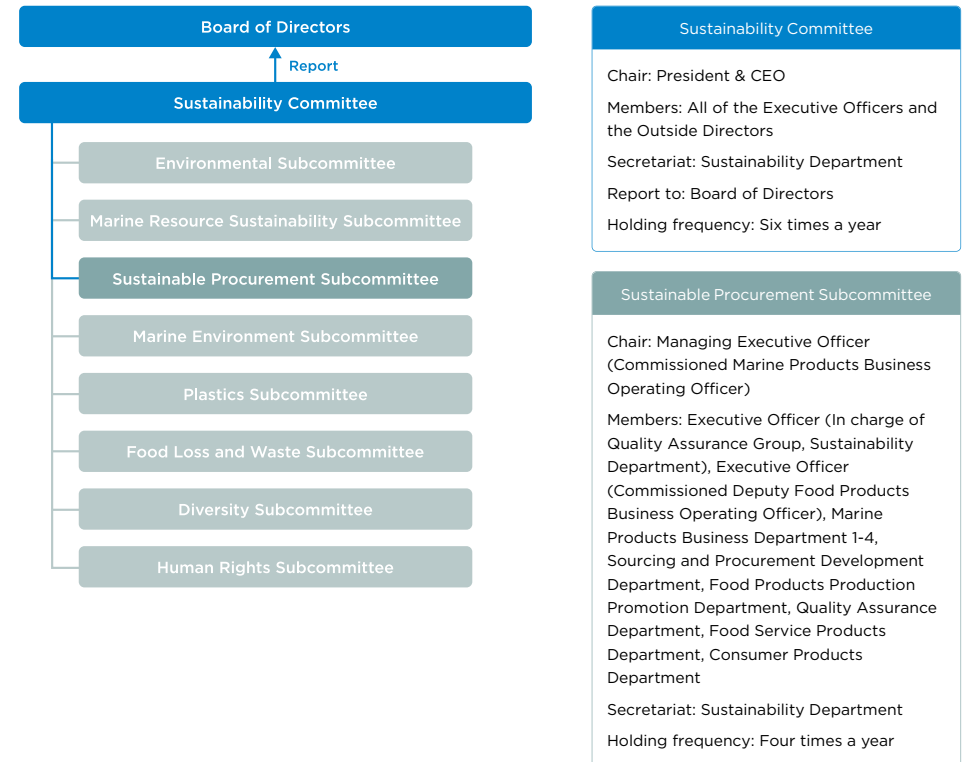 Board of Directors
Report
Sustainability Committee
Environmental Subcommittee
Marine Resource Sustainability Subcommittee
Sustainable Procurement Subcommittee
Marine Environment Subcommittee
Plastics Subcommittee
Food Loss and Waste Subcommittee
Diversity Subcommittee
Human Rights Subcommittee
Sustainability Committee
Chair: President & CEO
Members: All of the Executive Officers and
the Outside Directors
Secretariat: Sustainability Department
Report to: Board of Directors
Holding frequency: Six times a year
Sustainable Procurement Subcommittee
Chair: Managing Executive Officer
(Commissioned Marine Products Business
Operating Officer)
Members: Executive Officer (In charge of
Quality Assurance Group, Sustainability
Department), Executive Officer
(Commissioned Deputy Food Products
Business Operating Officer), Marine
Products Business Department 1-4,
Sourcing and Procurement Development
Department, Food Products Production
Promotion Department, Quality Assurance
Department, Food Service Products
Department, Consumer Products
Department
Secretariat: Sustainability Department
Holding frequency: Four times a year